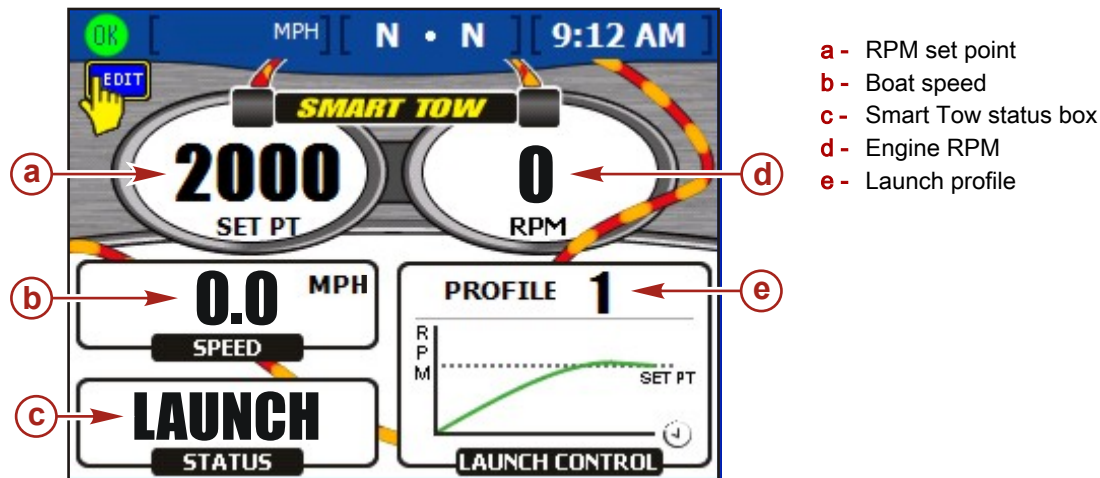 OK [ MPH ] [ N • N ] [ 9:12 AM ]
EDIT
SMART TOW
2000
SET PT
0
RPM
0.0 MPH
SPEED
LAUNCH
STATUS
PROFILE 1
RPM
SET PT
LAUNCH CONTROL
a
b
c
d
e
a - RPM set point
b - Boat speed
c - Smart Tow status box
d - Engine RPM
e - Launch profile